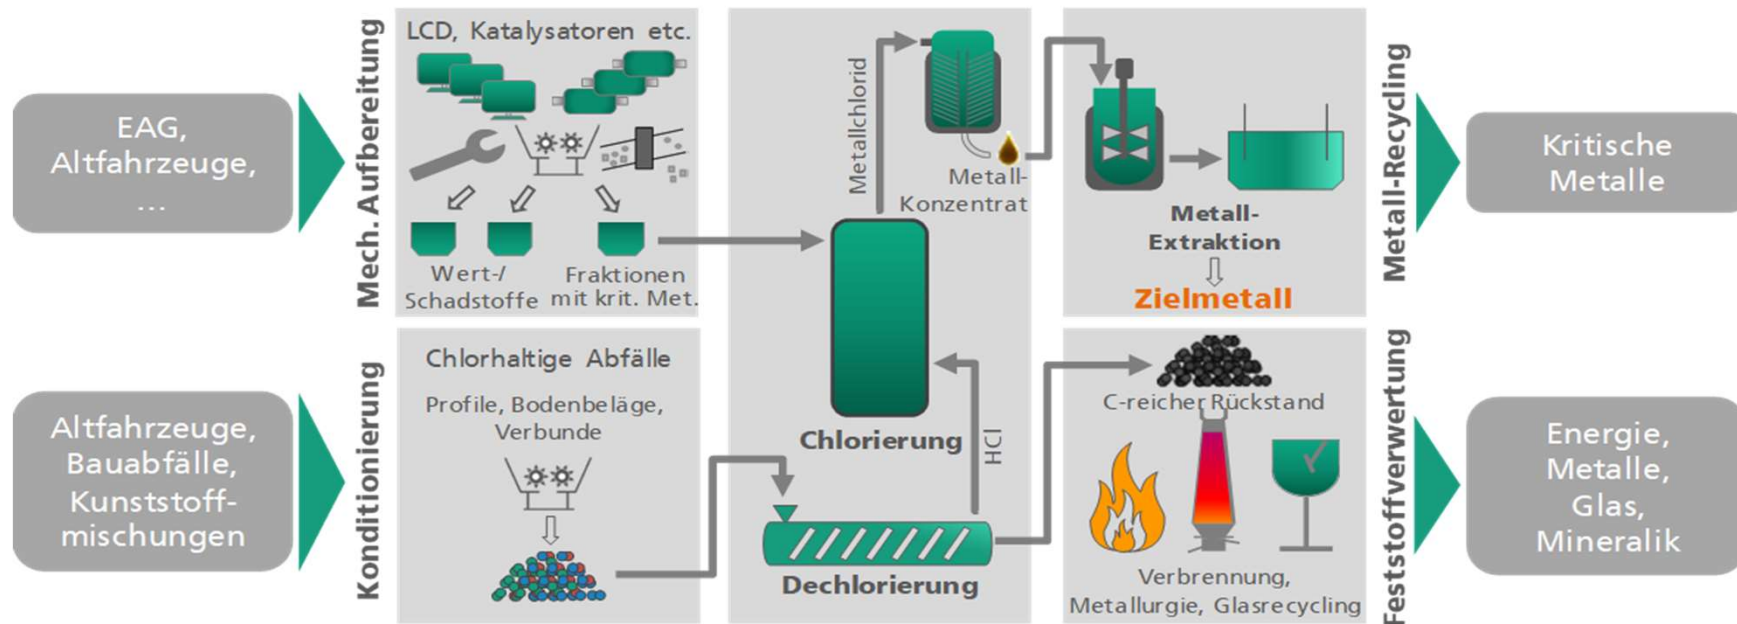 EAG,
Altfahrzeuge,
...
Mech. Aufbereitung
LCD, Katalysatoren etc.
Wert-/
Schadstoffe
Fraktionen
mit krit. Met.
Metallchlorid
Metall-
Konzentrat
Metall-
Extraktion
Zielmetall
Metall-Recycling
Kritische
Metalle
Altfahrzeuge,
Bauabfälle,
Kunststoff-
mischungen
Konditionierung
Chlorhaltige Abfälle
Profile, Bodenbeläge,
Verbunde
Chlorierung
HCl
Dechlorierung
C-reicher Rückstand
Verbrennung,
Metallurgie, Glasrecycling
Feststoffverwertung
Energie,
Metalle,
Glas,
Mineralik